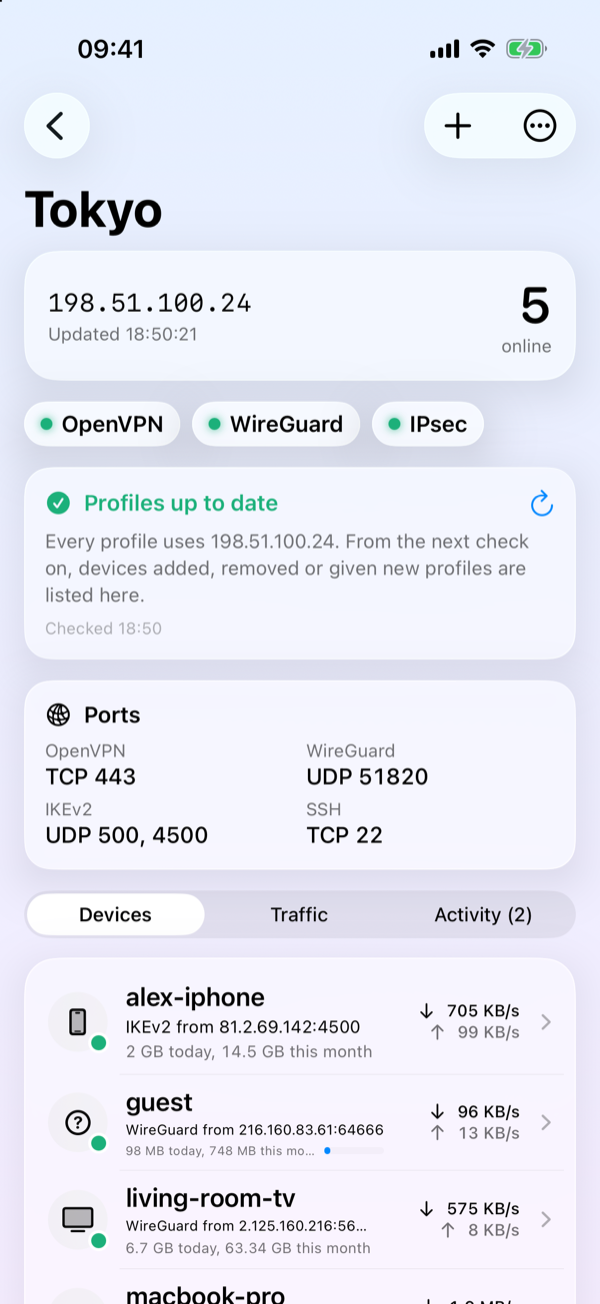 09:41
Tokyo
198.51.100.24
Updated 18:50:21
5
online
OpenVPN
WireGuard
IPsec
Profiles up to date
Every profile uses 198.51.100.24. From the next check
on, devices added, removed or given new profiles are
listed here.
Checked 18:50
Ports
OpenVPN
TCP 443
WireGuard
UDP 51820
IKEv2
UDP 500, 4500
SSH
TCP 22
Devices
Traffic
Activity (2)
alex-iphone
IKEv2 from 81.2.69.142:4500
2 GB today, 14.5 GB this month
↓ 705 KB/s
↑ 99 KB/s
guest
WireGuard from 216.160.83.61:64666
98 MB today, 748 MB this mo...
↓ 96 KB/s
↑ 13 KB/s
living-room-tv
WireGuard from 2.125.160.216:56...
6.7 GB today, 63.34 GB this month
↓ 575 KB/s
↑ 8 KB/s
macbook-pro